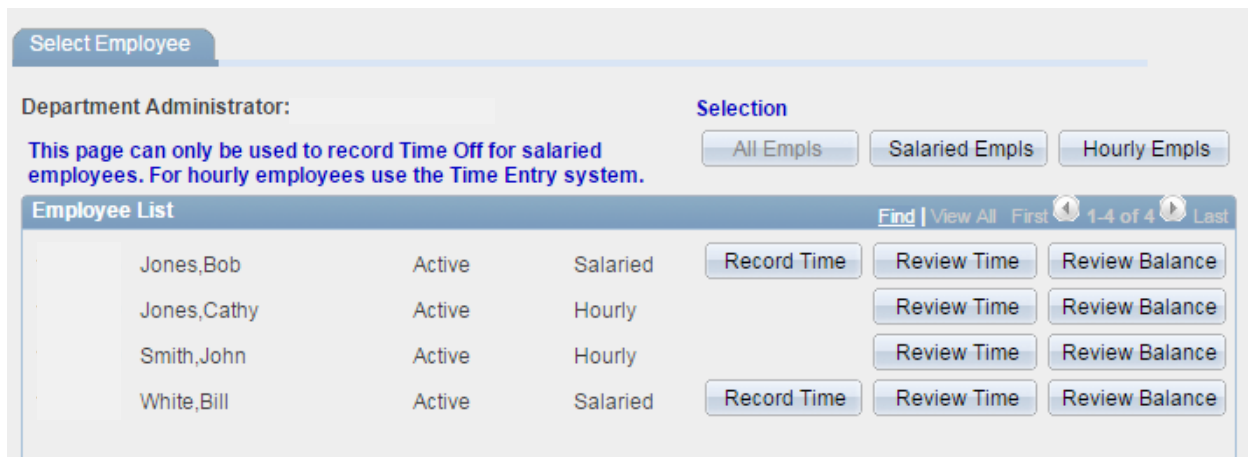 Select Employee
Department Administrator:
Selection
This page can only be used to record Time Off for salaried
employees. For hourly employees use the Time Entry system.
All Empls Salaried Empls Hourly Empls
Employee List Find | View All First 1-4 of 4 Last
Jones,Bob Active Salaried Record Time Review Time Review Balance
Jones,Cathy Active Hourly Review Time Review Balance
Smith,John Active Hourly Review Time Review Balance
White,Bill Active Salaried Record Time Review Time Review Balance